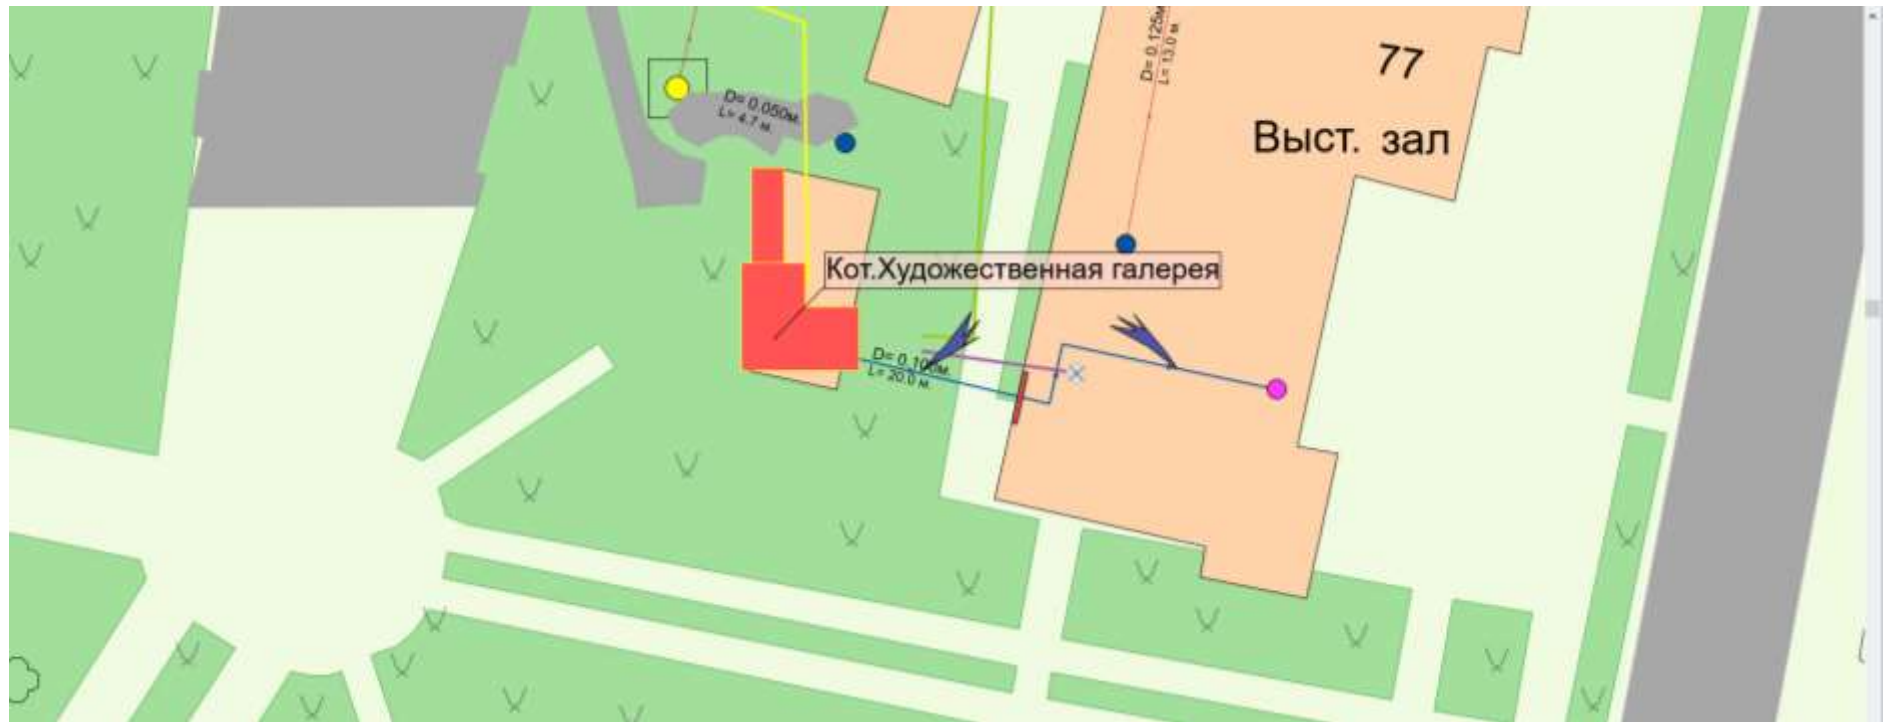 D= 0.125м
L= 13.0 м.
77
D= 0.050м.
L= 4.7 м.
Выст. зал
Кот.Художественная галерея
D= 0.100м.
L= 20.0 м.